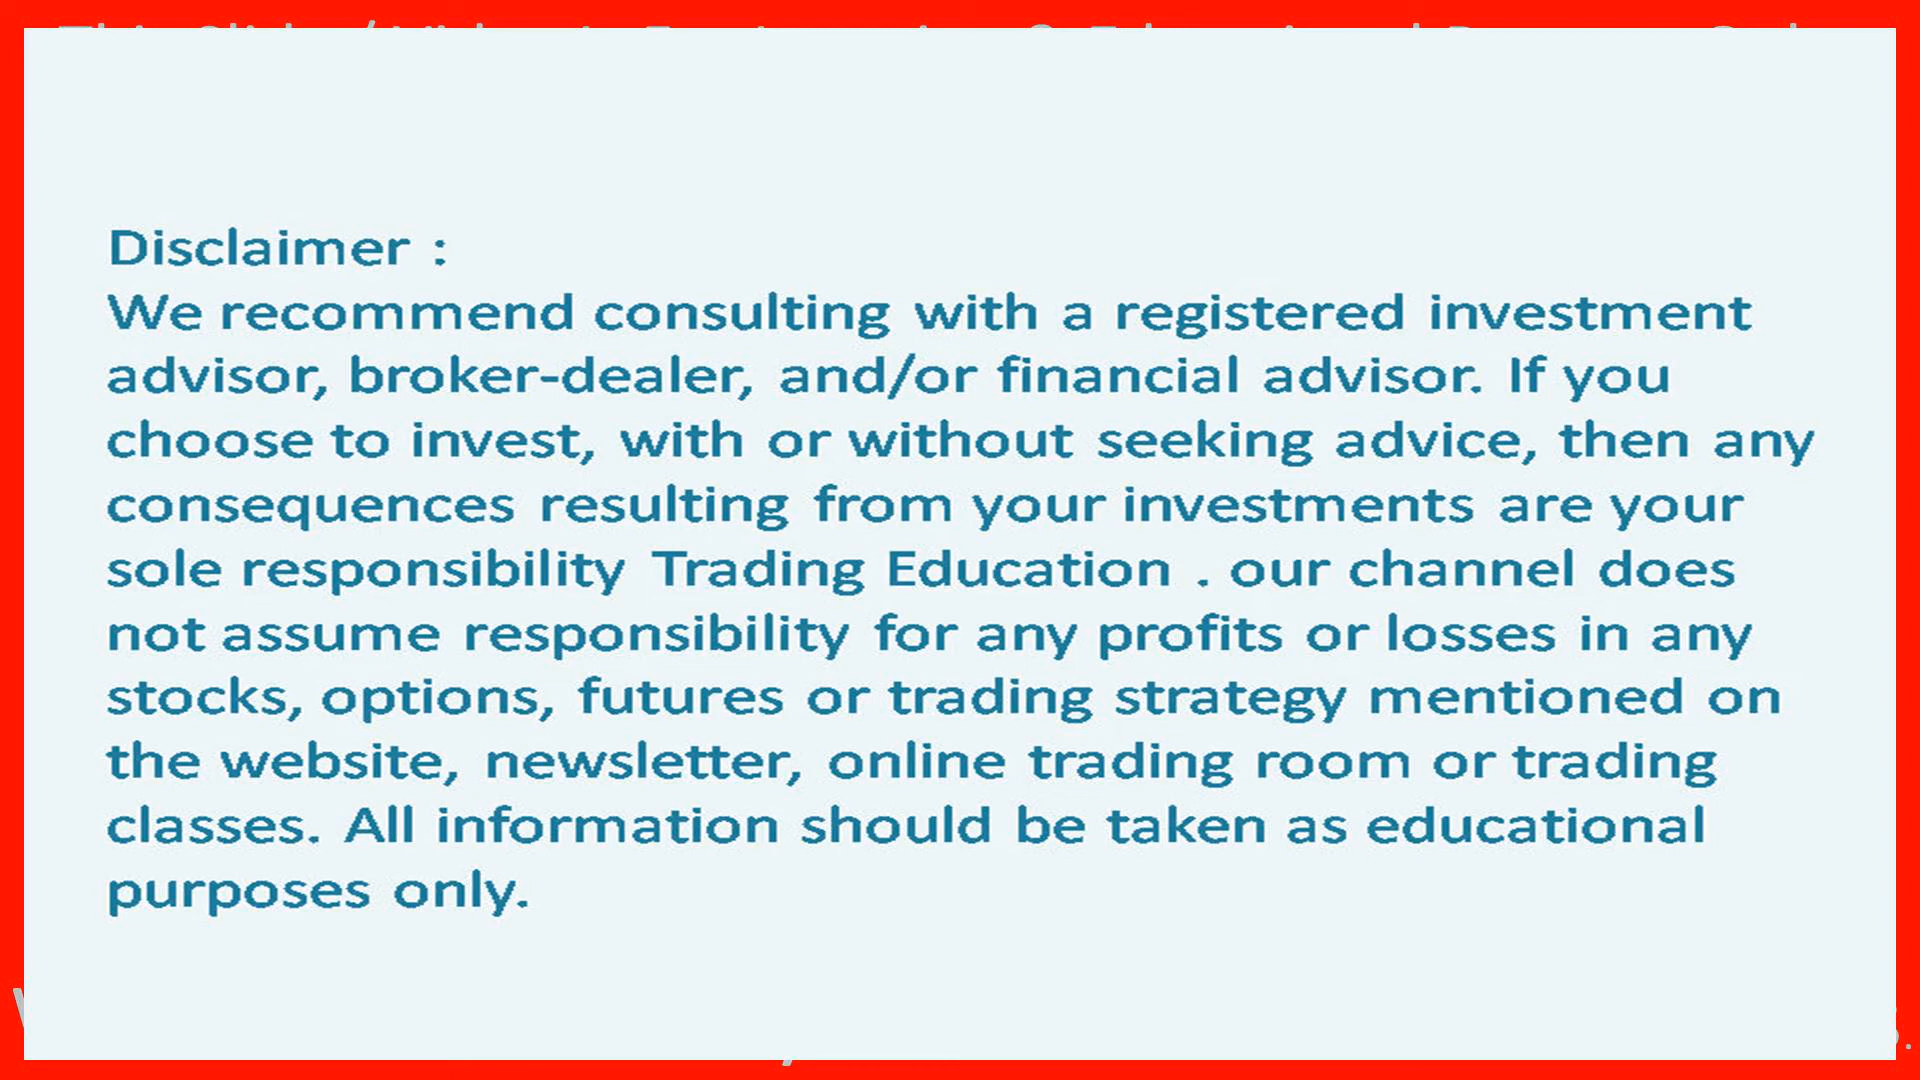 Disclaimer :
We recommend consulting with a registered investment
advisor, broker-dealer, and/or financial advisor. If you
choose to invest, with or without seeking advice, then any
consequences resulting from your investments are your
sole responsibility Trading Education . our channel does
not assume responsibility for any profits or losses in any
stocks, options, futures or trading strategy mentioned on
the website, newsletter, online trading room or trading
classes. All information should be taken as educational
purposes only.